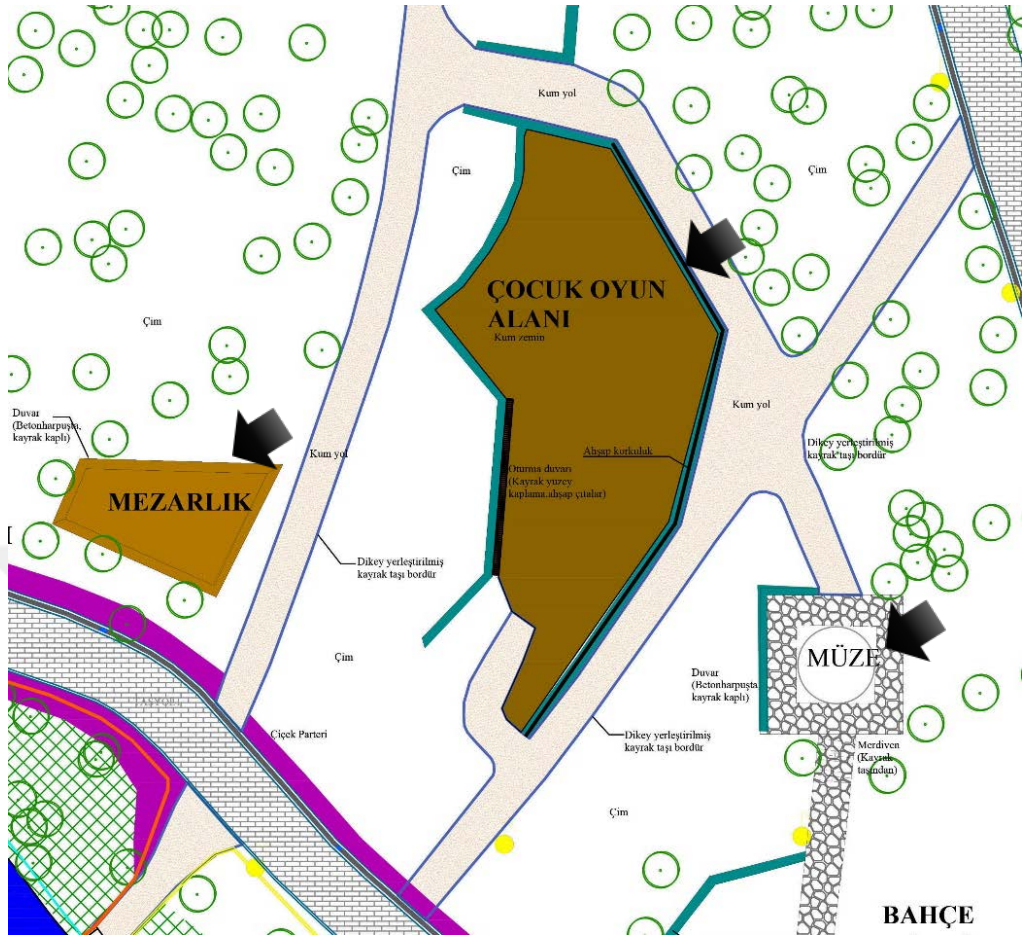 Kum yol
Çim
Çim
ÇOCUK OYUN
ALANI
Kum zemin
Çim
Kum yol
Duvar
(Betonharpuşta,
kayrak kaplı)
Dikey yerleştirilmiş
kayrak taşı bordür
Ahşap korkuluk
Kum yol
Oturma duvarı
(Kayrak yüzey
kaplama,ahşap çıtalar)
MEZARLIK
Dikey yerleştirilmiş
kayrak taşı bordür
Çim
MÜZE
Duvar
(Betonharpuşta,
kayrak kaplı)
Çiçek Parteri
Dikey yerleştirilmiş
kayrak taşı bordür
Merdiven
(Kayrak
taşından)
Çim
BAHÇE